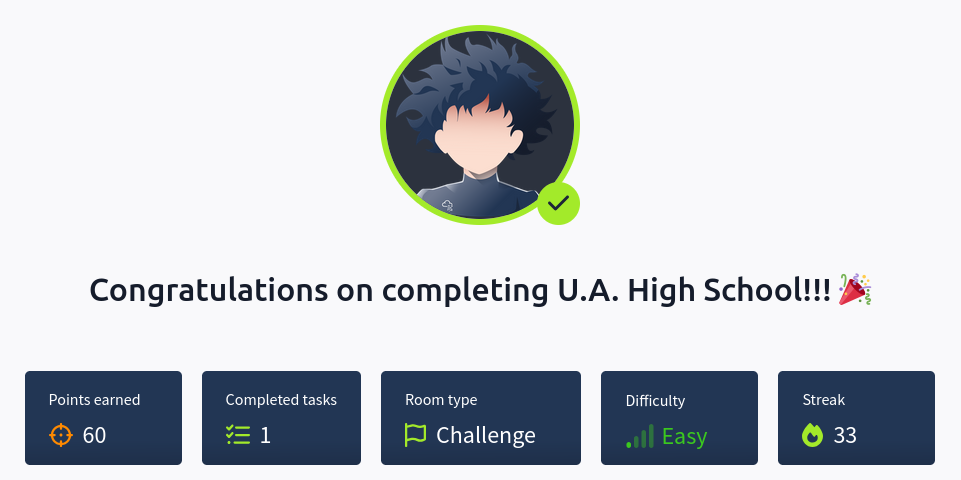 Congratulations on completing U.A. High School!!! 🎉
Points earned
60
Completed tasks
1
Room type
Challenge
Difficulty
Easy
Streak
33